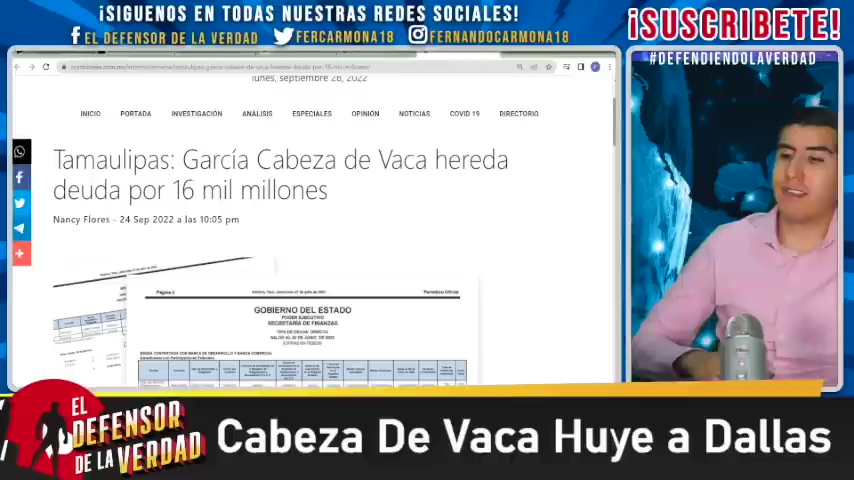 ¡SIGUENOS EN TODAS NUESTRAS REDES SOCIALES!
EL DEFENSOR DE LA VERDAD
FERCARMONA18
FERNANDOCARMONA18
¡SUSCRIBETE!
#DEFENDIENDOLAVERDAD
lunes, septiembre 26, 2022
INICIO PORTADA INVESTIGACIÓN ANÁLISIS ESPECIALES OPINIÓN NOTICIAS COVID 19 DIRECTORIO
Tamaulipas: García Cabeza de Vaca hereda
deuda por 16 mil millones
Nancy Flores - 24 Sep 2022 a las 10:05 pm
Periódico Oficial
GOBIERNO DEL ESTADO
PODER EJECUTIVO
SECRETARÍA DE FINANZAS
EL
DEFENSOR
DE LA VERDAD
Cabeza De Vaca Huye a Dallas